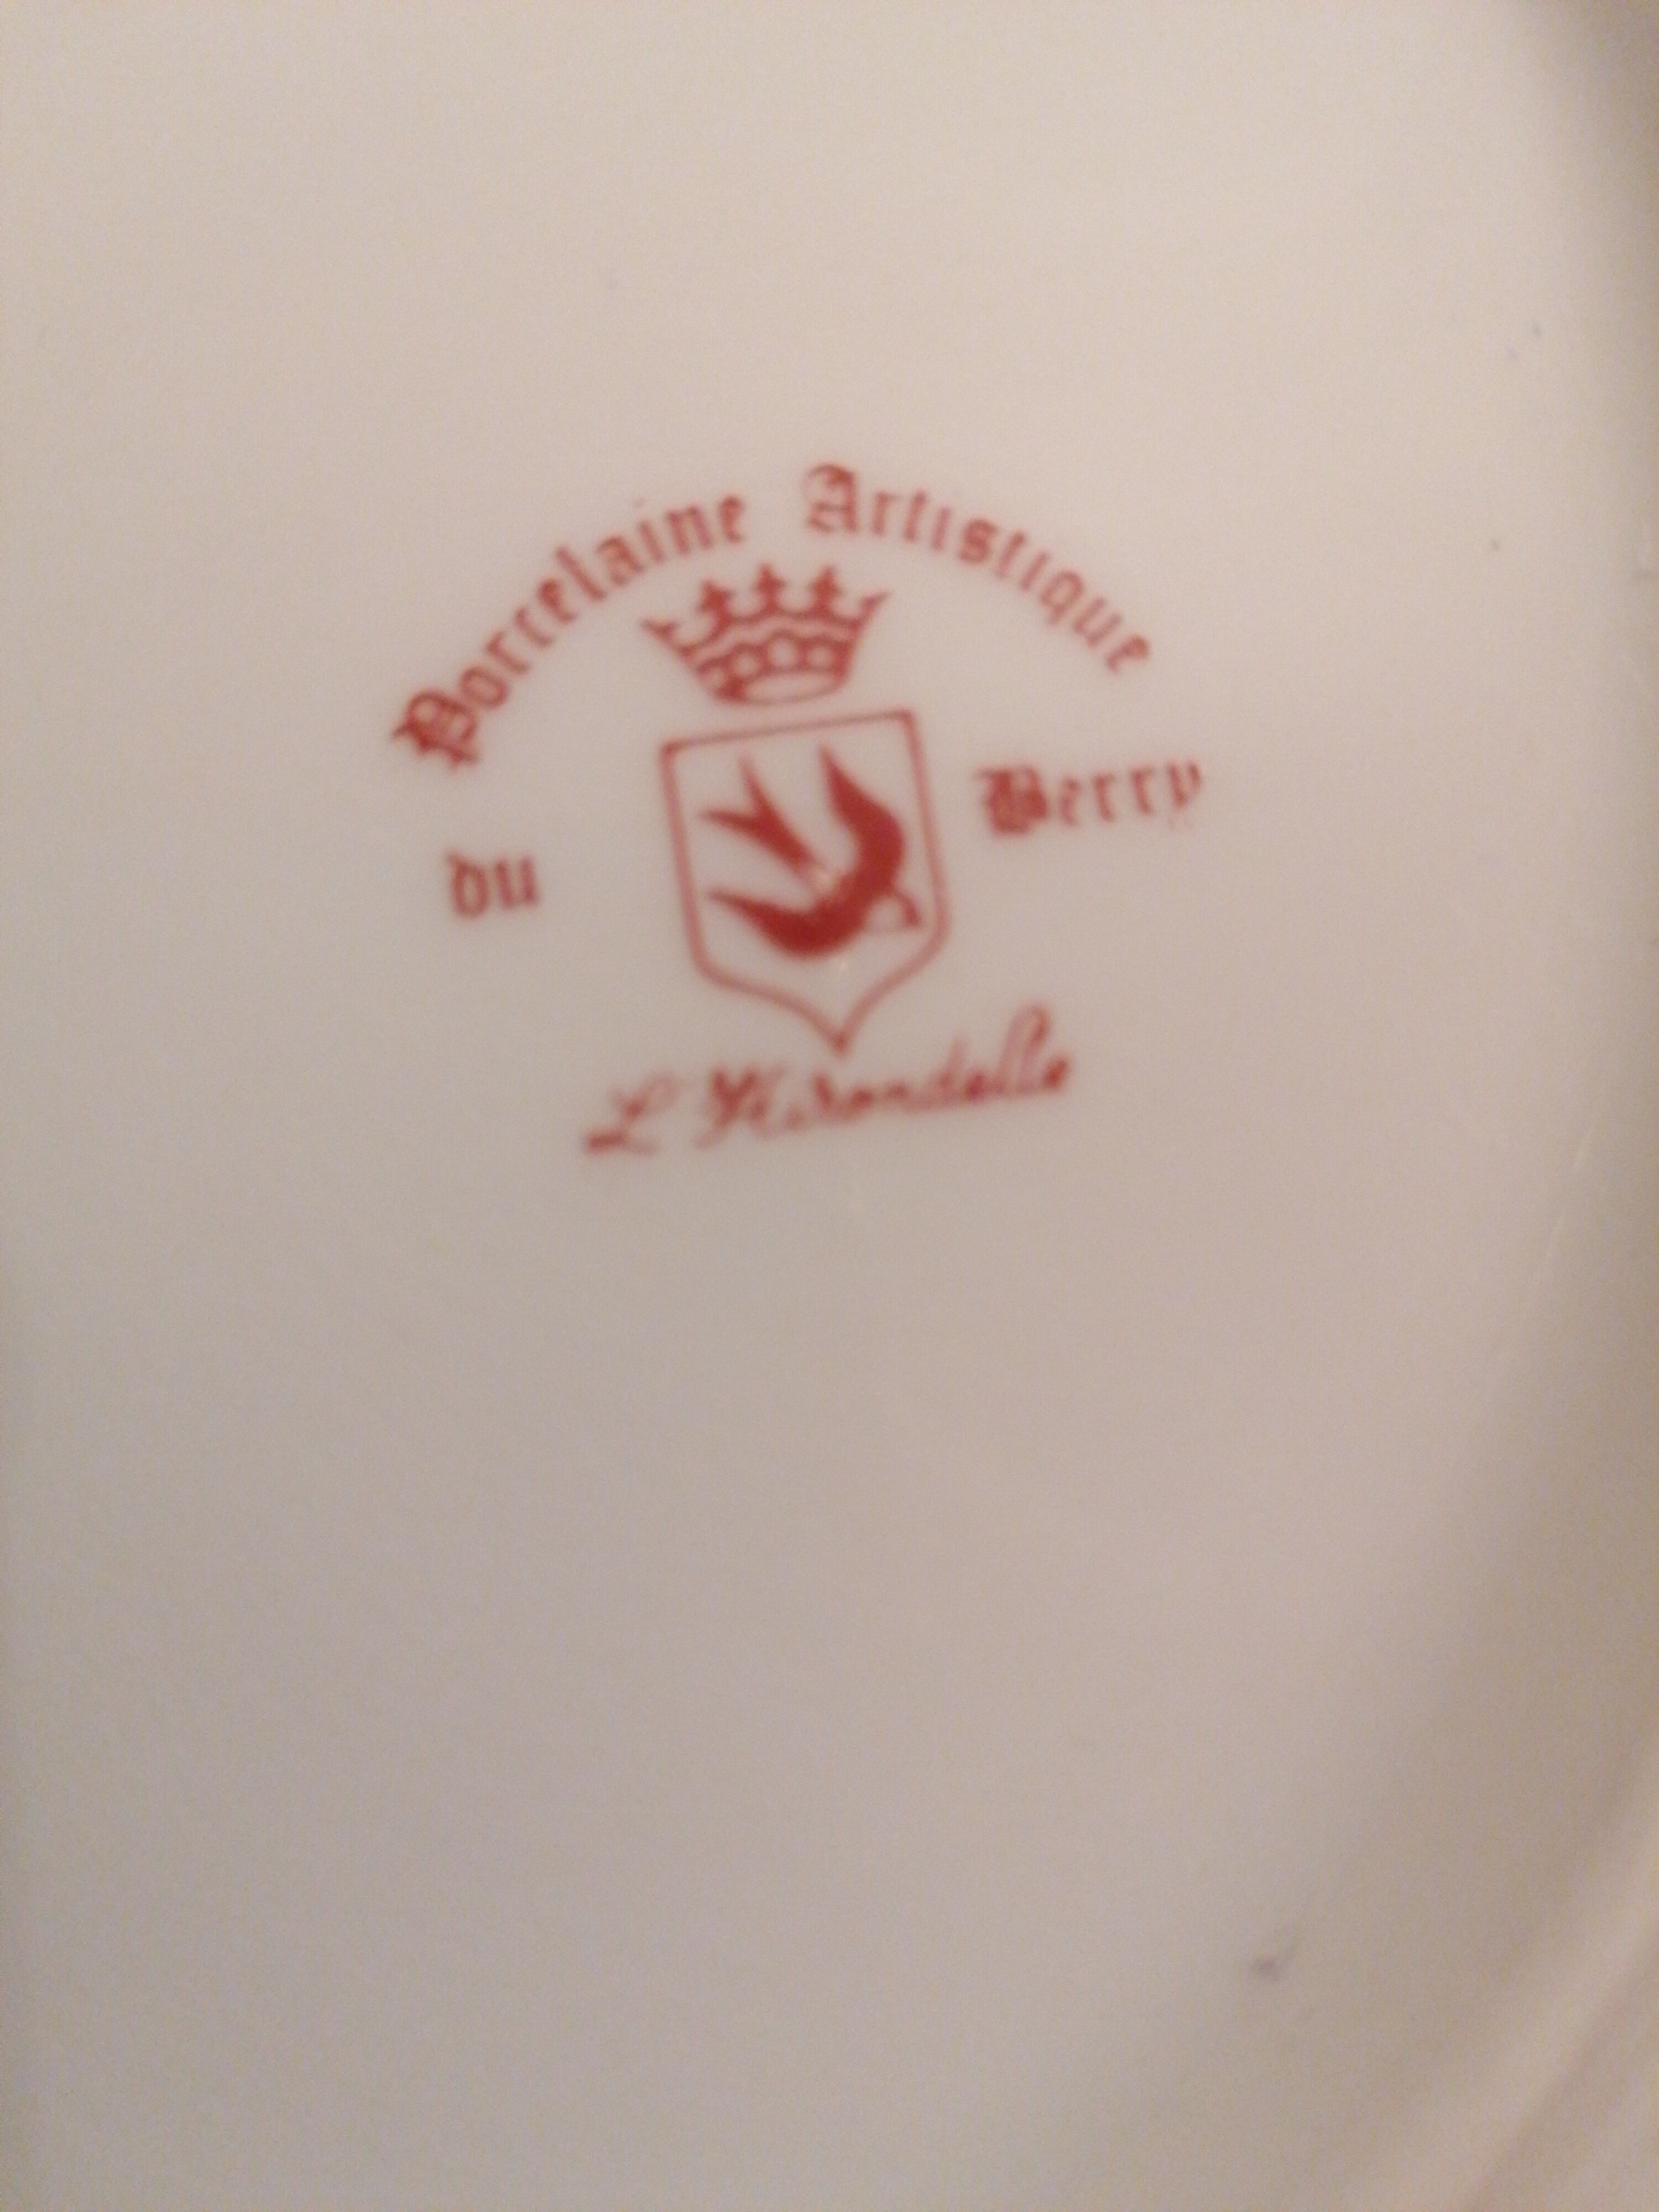 Porcelaine Artistique
du Berry
L'Hirondelle